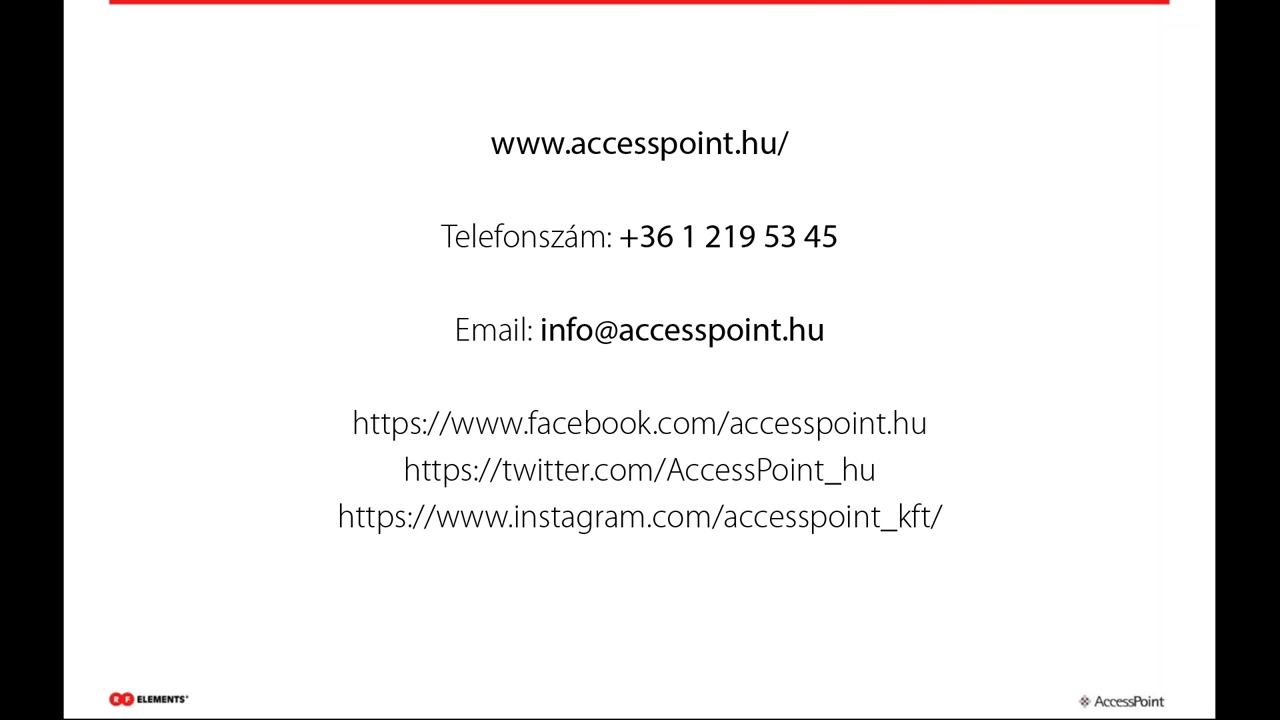 www.accesspoint.hu/
Telefonszám: +36 1 219 53 45
Email: info@accesspoint.hu
https://www.facebook.com/accesspoint.hu
https://twitter.com/AccessPoint_hu
https://www.instagram.com/accesspoint_kft/
RF ELEMENTS
AccessPoint